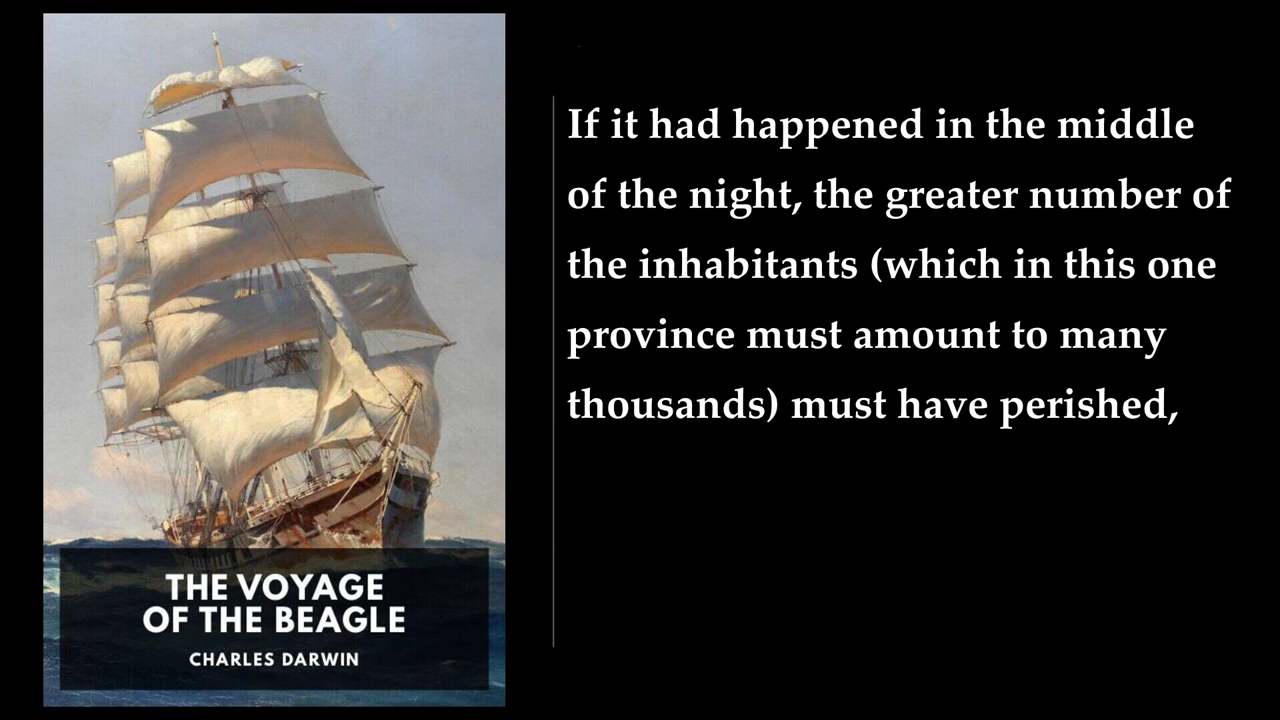 THE VOYAGE
OF THE BEAGLE
CHARLES DARWIN
If it had happened in the middle
of the night, the greater number of
the inhabitants (which in this one
province must amount to many
thousands) must have perished,